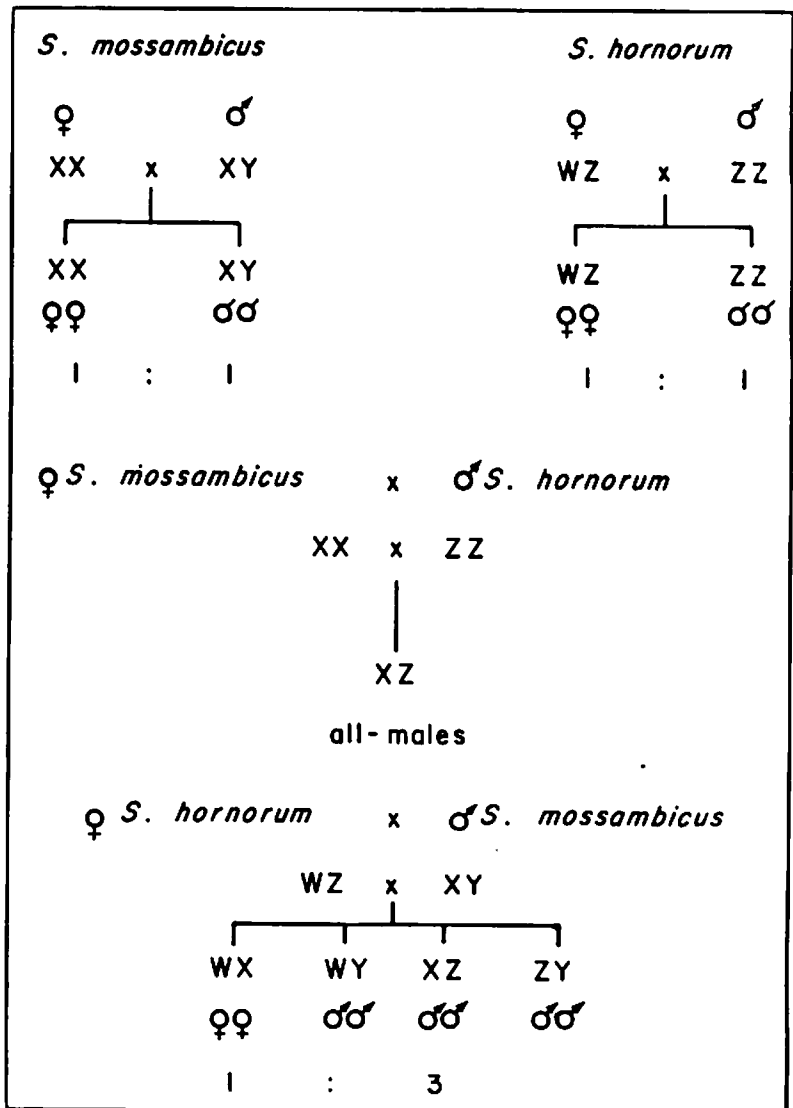 S. mossambicus S. hornorum
♀ ♂ ♀ ♂
XX x XY WZ x ZZ
XX XY WZ ZZ
♀♀ ♂♂ ♀♀ ♂♂
1 : 1 1 : 1
♀ S. mossambicus x ♂ S. hornorum
XX x ZZ
XZ
all-males
♀ S. hornorum x ♂ S. mossambicus
WZ x XY
WX WY XZ ZY
♀♀ ♂♂ ♂♂ ♂♂
1 : 3